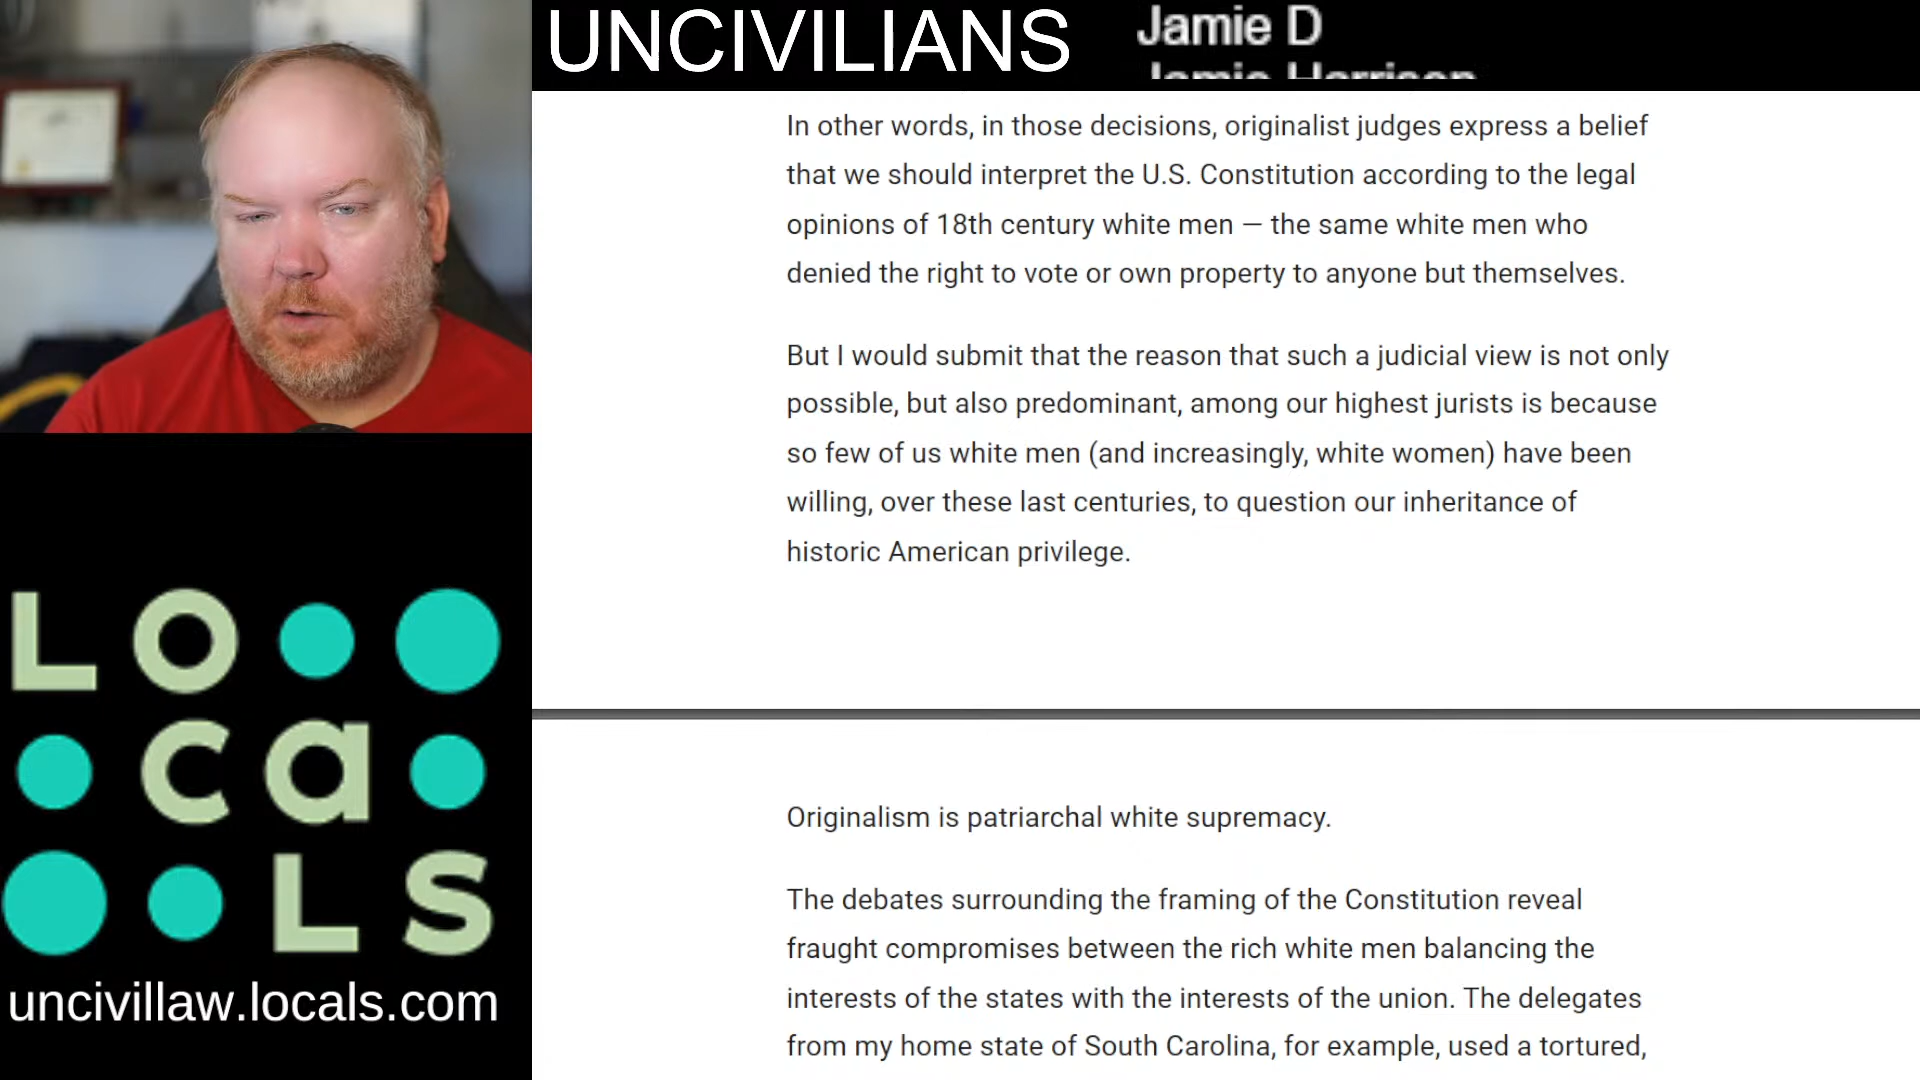 UNCIVILIANS
Jamie D
Jamie Harrison
In other words, in those decisions, originalist judges express a belief
that we should interpret the U.S. Constitution according to the legal
opinions of 18th century white men — the same white men who
denied the right to vote or own property to anyone but themselves.
But I would submit that the reason that such a judicial view is not only
possible, but also predominant, among our highest jurists is because
so few of us white men (and increasingly, white women) have been
willing, over these last centuries, to question our inheritance of
historic American privilege.
Originalism is patriarchal white supremacy.
The debates surrounding the framing of the Constitution reveal
fraught compromises between the rich white men balancing the
interests of the states with the interests of the union. The delegates
from my home state of South Carolina, for example, used a tortured,
LO
ca
LS
uncivillaw.locals.com